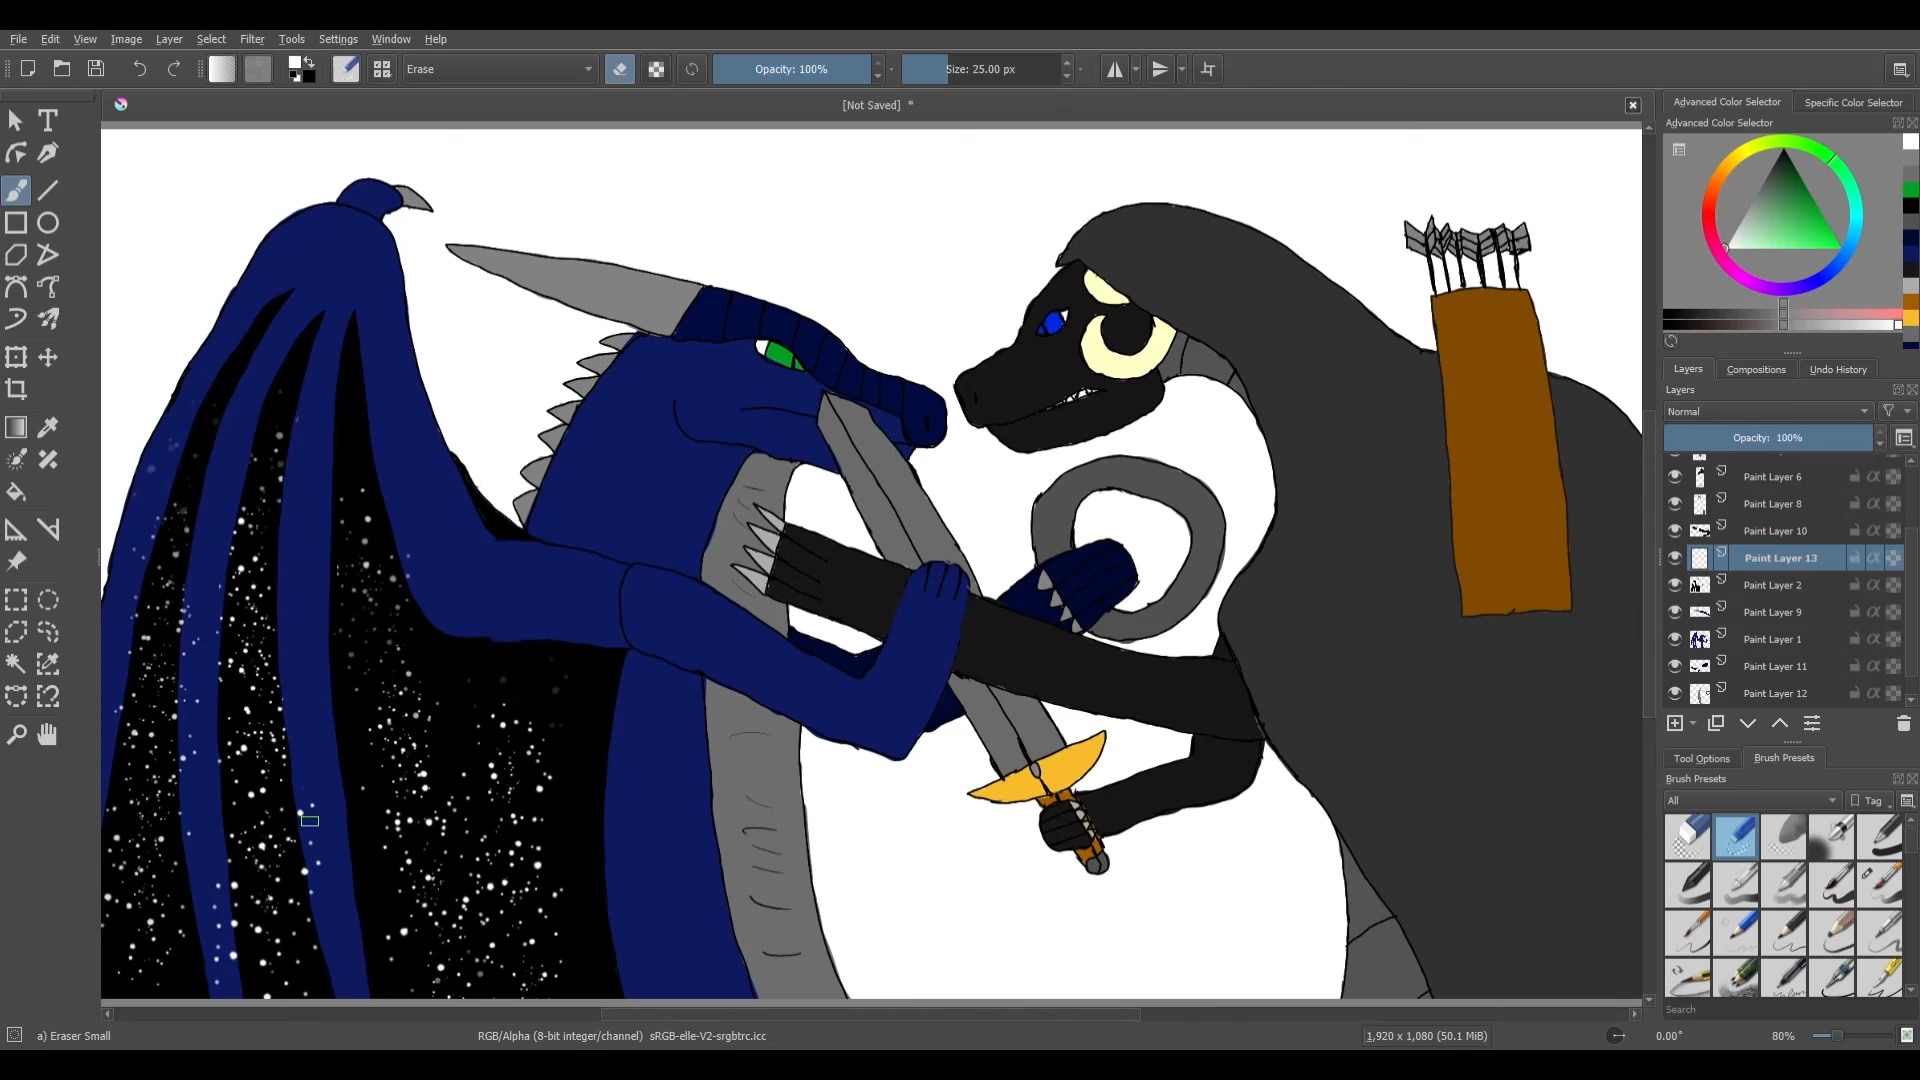 File Edit View Image Layer Select Filter Tools Settings Window Help
Erase Opacity: 100% Size: 25.00 px
[Not Saved] *
Advanced Color Selector Specific Color Selector
Advanced Color Selector
Layers Compositions Undo History
Layers
Normal
Opacity: 100%
Paint Layer 6
Paint Layer 8
Paint Layer 10
Paint Layer 13
Paint Layer 2
Paint Layer 9
Paint Layer 1
Paint Layer 11
Paint Layer 12
Tool Options Brush Presets
Brush Presets
All Tag
Search
a) Eraser Small RGB/Alpha (8-bit integer/channel) sRGB-elle-V2-srgbtrc.icc 1,920 x 1,080 (50.1 MiB) 0.00° 80%